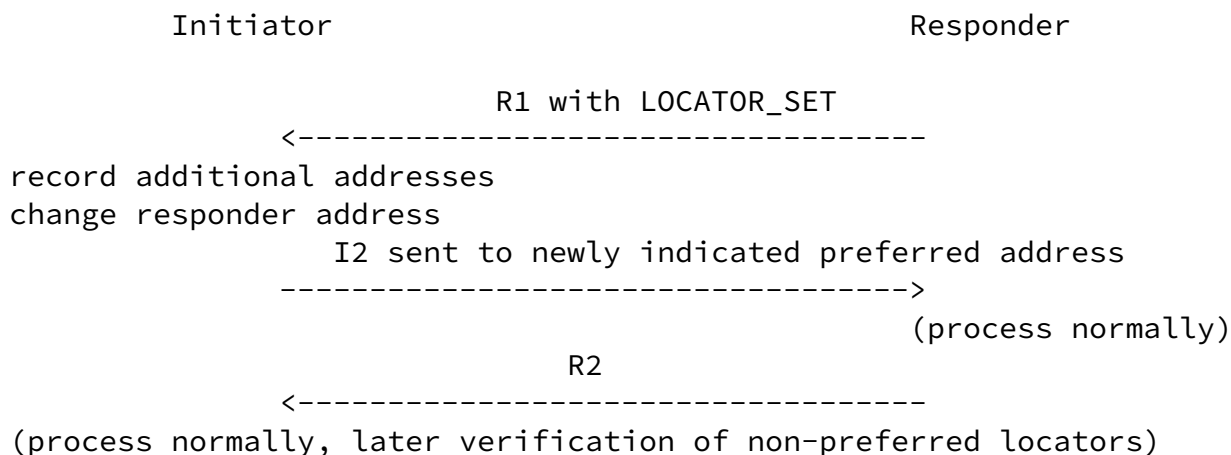 Initiator Responder
R1 with LOCATOR_SET
<-----------------------------------
record additional addresses
change responder address
I2 sent to newly indicated preferred address
----------------------------------->
(process normally)
R2
<-----------------------------------
(process normally, later verification of non-preferred locators)